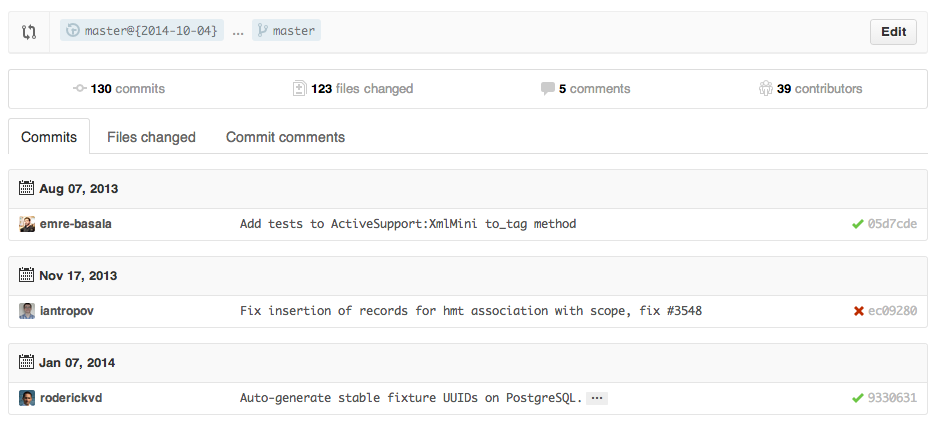 master@{2014-10-04} ... master Edit
130 commits 123 files changed 5 comments 39 contributors
Commits Files changed Commit comments
Aug 07, 2013
emre-basala Add tests to ActiveSupport:XmlMini to_tag method 05d7cde
Nov 17, 2013
iantropov Fix insertion of records for hmt association with scope, fix #3548 ec09280
Jan 07, 2014
roderickvd Auto-generate stable fixture UUIDs on PostgreSQL. ... 9330631